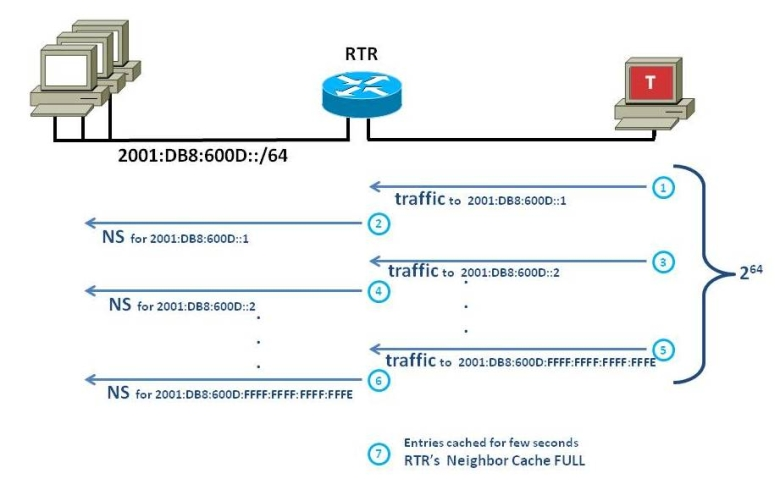 RTR
T
2001:DB8:600D::/64
1
traffic to 2001:DB8:600D::1
2
NS for 2001:DB8:600D::1
3
traffic to 2001:DB8:600D::2
2⁶⁴
4
NS for 2001:DB8:600D::2
5
traffic to 2001:DB8:600D:FFFF:FFFF:FFFF:FFFE
6
NS for 2001:DB8:600D:FFFF:FFFF:FFFF:FFFE
7
Entries cached for few seconds
RTR's Neighbor Cache FULL